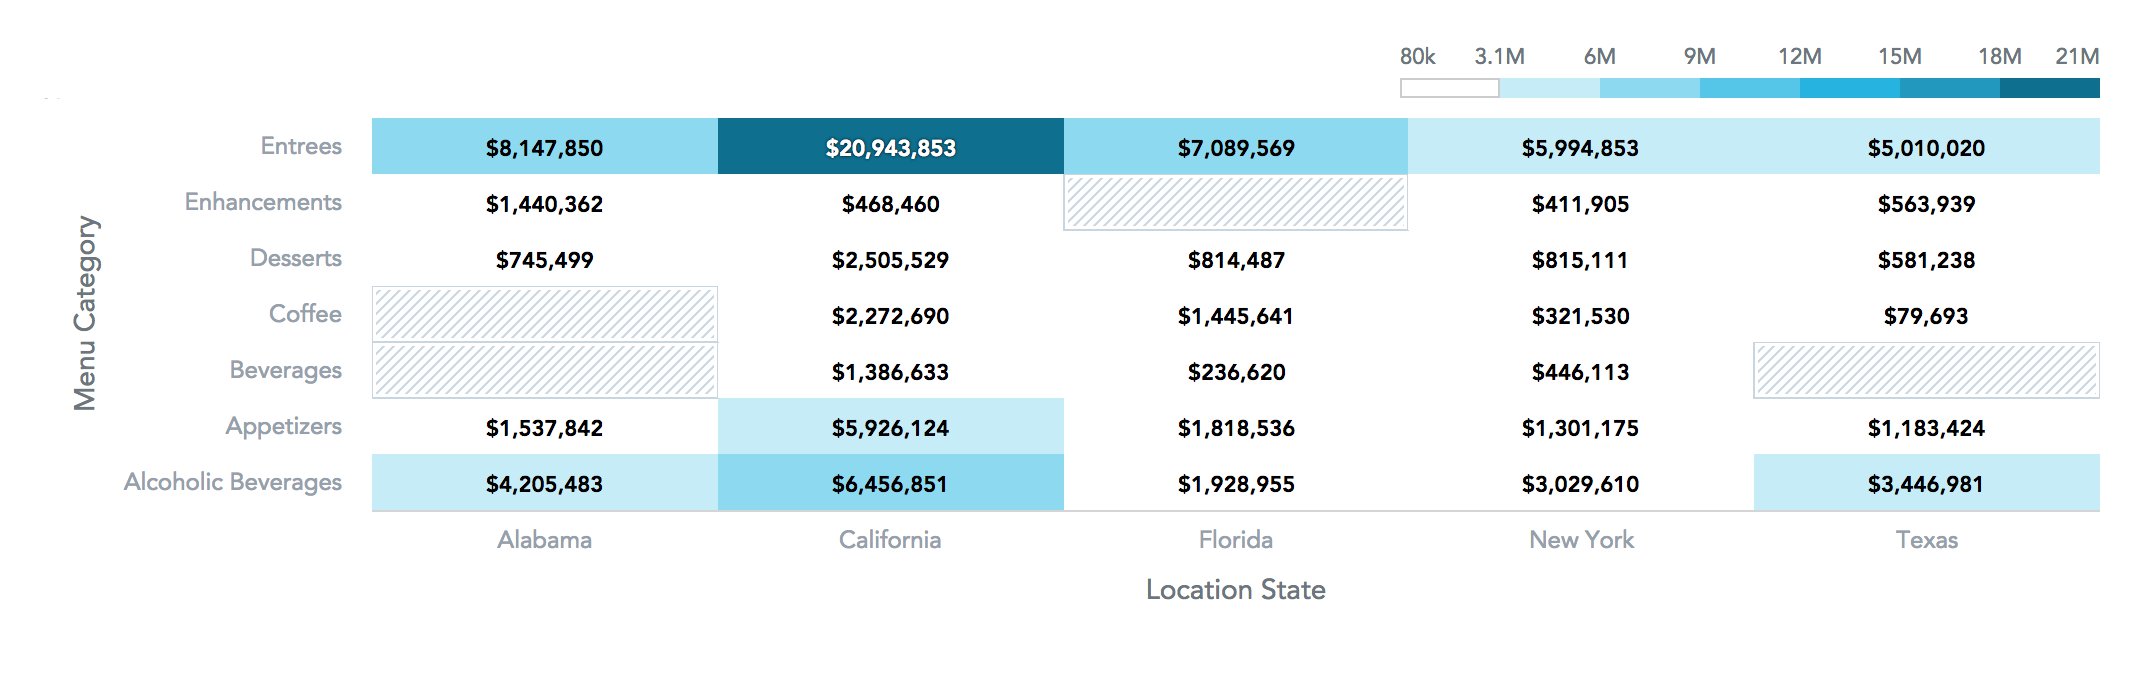 80k 3.1M 6M 9M 12M 15M 18M 21M
Menu Category
Entrees $8,147,850 $20,943,853 $7,089,569 $5,994,853 $5,010,020
Enhancements $1,440,362 $468,460 $411,905 $563,939
Desserts $745,499 $2,505,529 $814,487 $815,111 $581,238
Coffee $2,272,690 $1,445,641 $321,530 $79,693
Beverages $1,386,633 $236,620 $446,113
Appetizers $1,537,842 $5,926,124 $1,818,536 $1,301,175 $1,183,424
Alcoholic Beverages $4,205,483 $6,456,851 $1,928,955 $3,029,610 $3,446,981
Alabama California Florida New York Texas
Location State